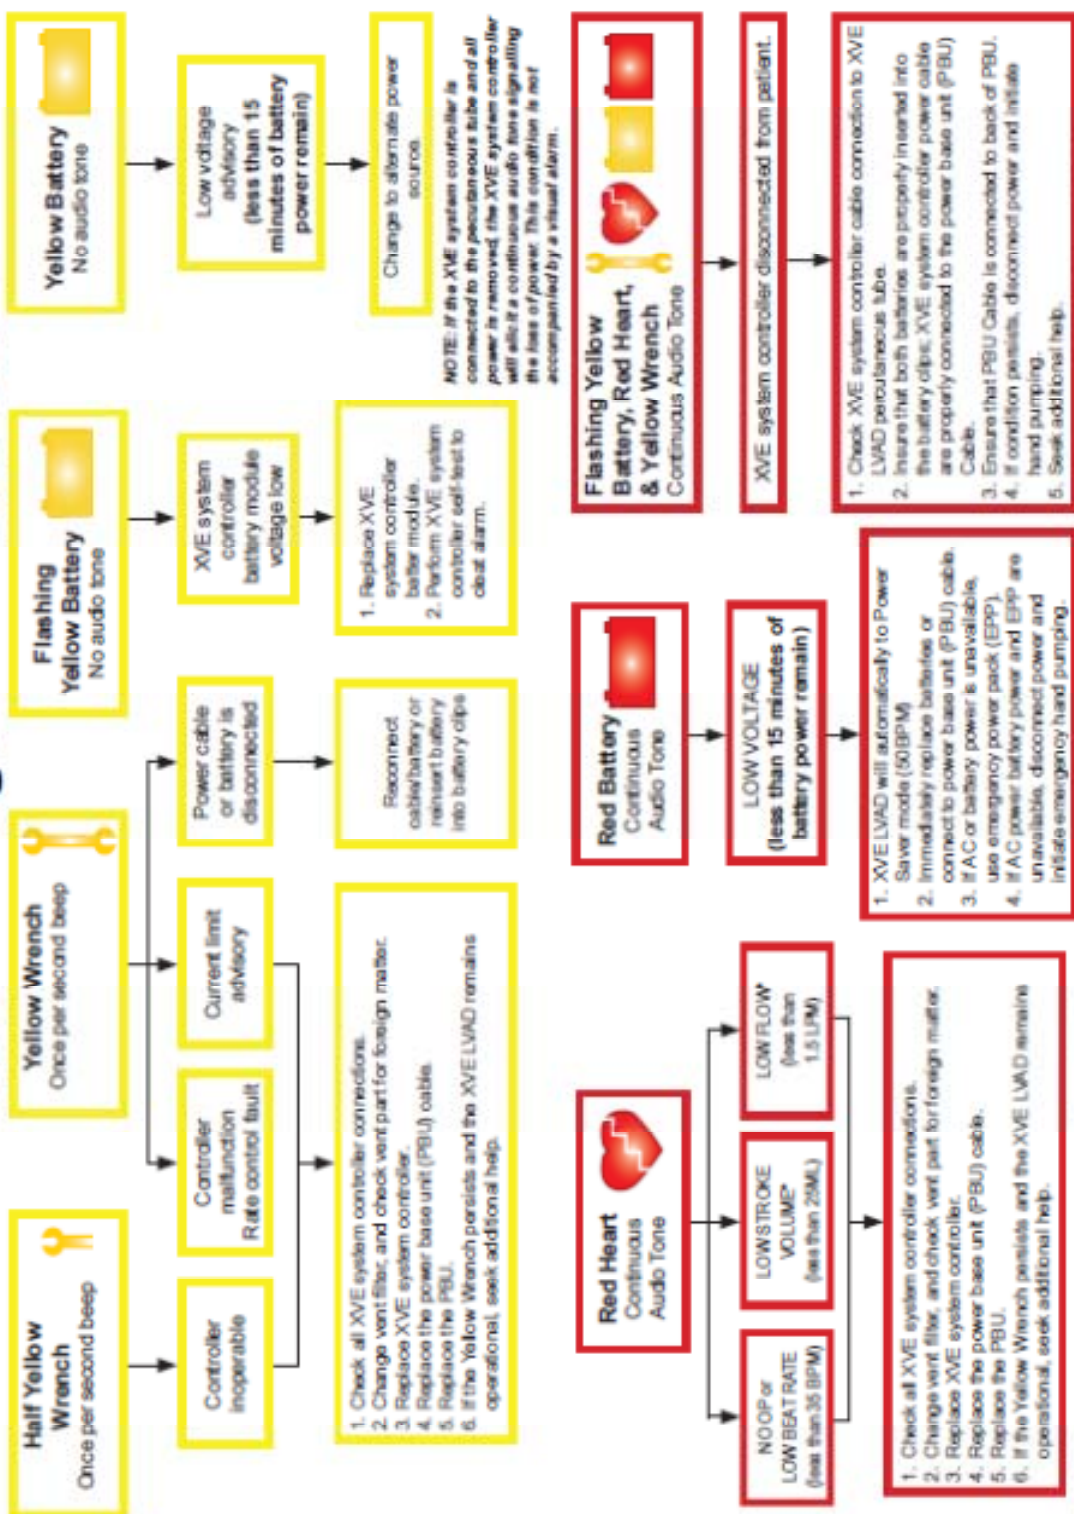 Half Yellow
Wrench
Once per second beep
Controller
inoperable
Yellow Wrench
Once per second beep
Controller
malfunction
Rate control fault
Current limit
advisory
Power cable
or battery is
disconnected
1. Check all XVE system controller connections.
2. Change vent filter, and check vent part for foreign matter.
3. Replace XVE system controller.
4. Replace the power base unit (PBU) cable.
5. Replace the PBU.
6. If the Yellow Wrench persists and the XVE LVAD remains
operational, seek additional help.
Reconnect
cable/battery or
reinsert battery
into battery clips
Flashing
Yellow Battery
No audio tone
XVE system
controller
battery module
voltage low
1. Replace XVE
system controller
batter module.
2. Perform XVE system
controller self-test to
cleat alarm.
Yellow Battery
No audio tone
Low voltage
advisory
(less than 15
minutes of battery
power remain)
Change to alternate power
source.
NOTE: If the XVE system controller is
connected to the percutaneous tube and all
power is removed, the XVE system controller
will elicit a continuous audio tone signalling
the loss of power. This condition is not
accompanied by a visual alarm.
Red Heart
Continuous
Audo Tone
NO OP or
LOW BEAT RATE
(less than 35 BPM)
LOW STROKE
VOLUME*
(less than 25ML)
LOW FLOW*
(less than
1.5 LPM)
1. Check all XVE system controller connections.
2. Change vent filter, and check vent part for foreign matter.
3. Replace XVE system controller.
4. Replace the power base unit (PBU) cable.
5. Replace the PBU.
6. If the Yellow Wrench persists and the XVE LVAD remains
operational, seek additional help.
Red Battery
Continuous
Audio Tone
LOW VOLTAGE
(less than 15 minutes of
battery power remain)
1. XVE LVAD will automatically to Power
Saver mode (50 BPM)
2. Immediately replace batteries or
connect to power base unit (PBU) cable.
3. If AC or battery power is unavailable,
use emergency power pack (EPP).
4. If AC power battery power and EPP are
unavailable, disconnect power and
initiate emergency hand pumping.
Flashing Yellow
Battery, Red Heart,
& Yellow Wrench
Continuous Audio Tone
XVE system controller disconnected from patient.
1. Check XVE system controller cable connection to XVE
LVAD percutaneous tube.
2. Insure that both batteries are properly inserted into
the battery clips; XVE system controller power cable
are properly connected to the power base unit (PBU)
Cable.
3. Ensure that PBU Cable is connected to back of PBU.
4. If condition persists, disconnect power and initiate
hand pumping.
5. Seek additional help.